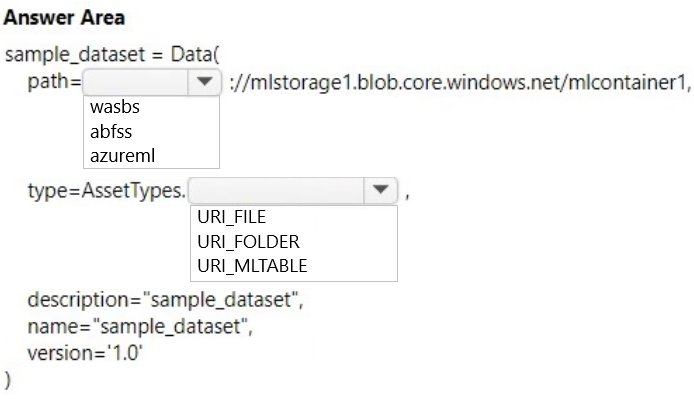 Answer Area
sample_dataset = Data(
path= ://mlstorage1.blob.core.windows.net/mlcontainer1,
wasbs
abfss
azureml
type=AssetTypes. ,
URI_FILE
URI_FOLDER
URI_MLTABLE
description="sample_dataset",
name="sample_dataset",
version='1.0'
)